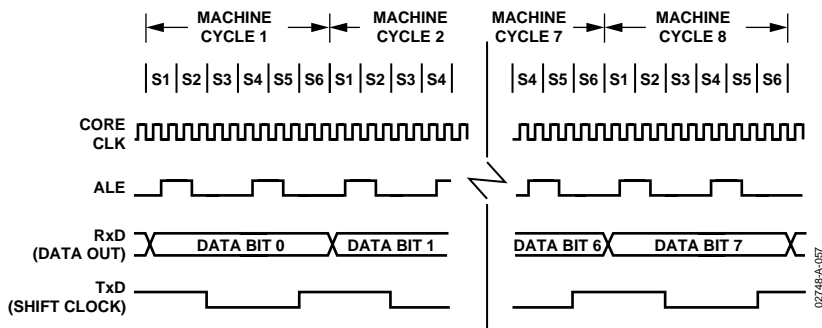 MACHINE CYCLE 1
MACHINE CYCLE 2
MACHINE CYCLE 7
MACHINE CYCLE 8
S1 S2 S3 S4 S5 S6 S1 S2 S3 S4
S4 S5 S6 S1 S2 S3 S4 S5 S6
CORE
CLK
ALE
RxD
(DATA OUT)
DATA BIT 0
DATA BIT 1
DATA BIT 6
DATA BIT 7
TxD
(SHIFT CLOCK)
02748-A-057